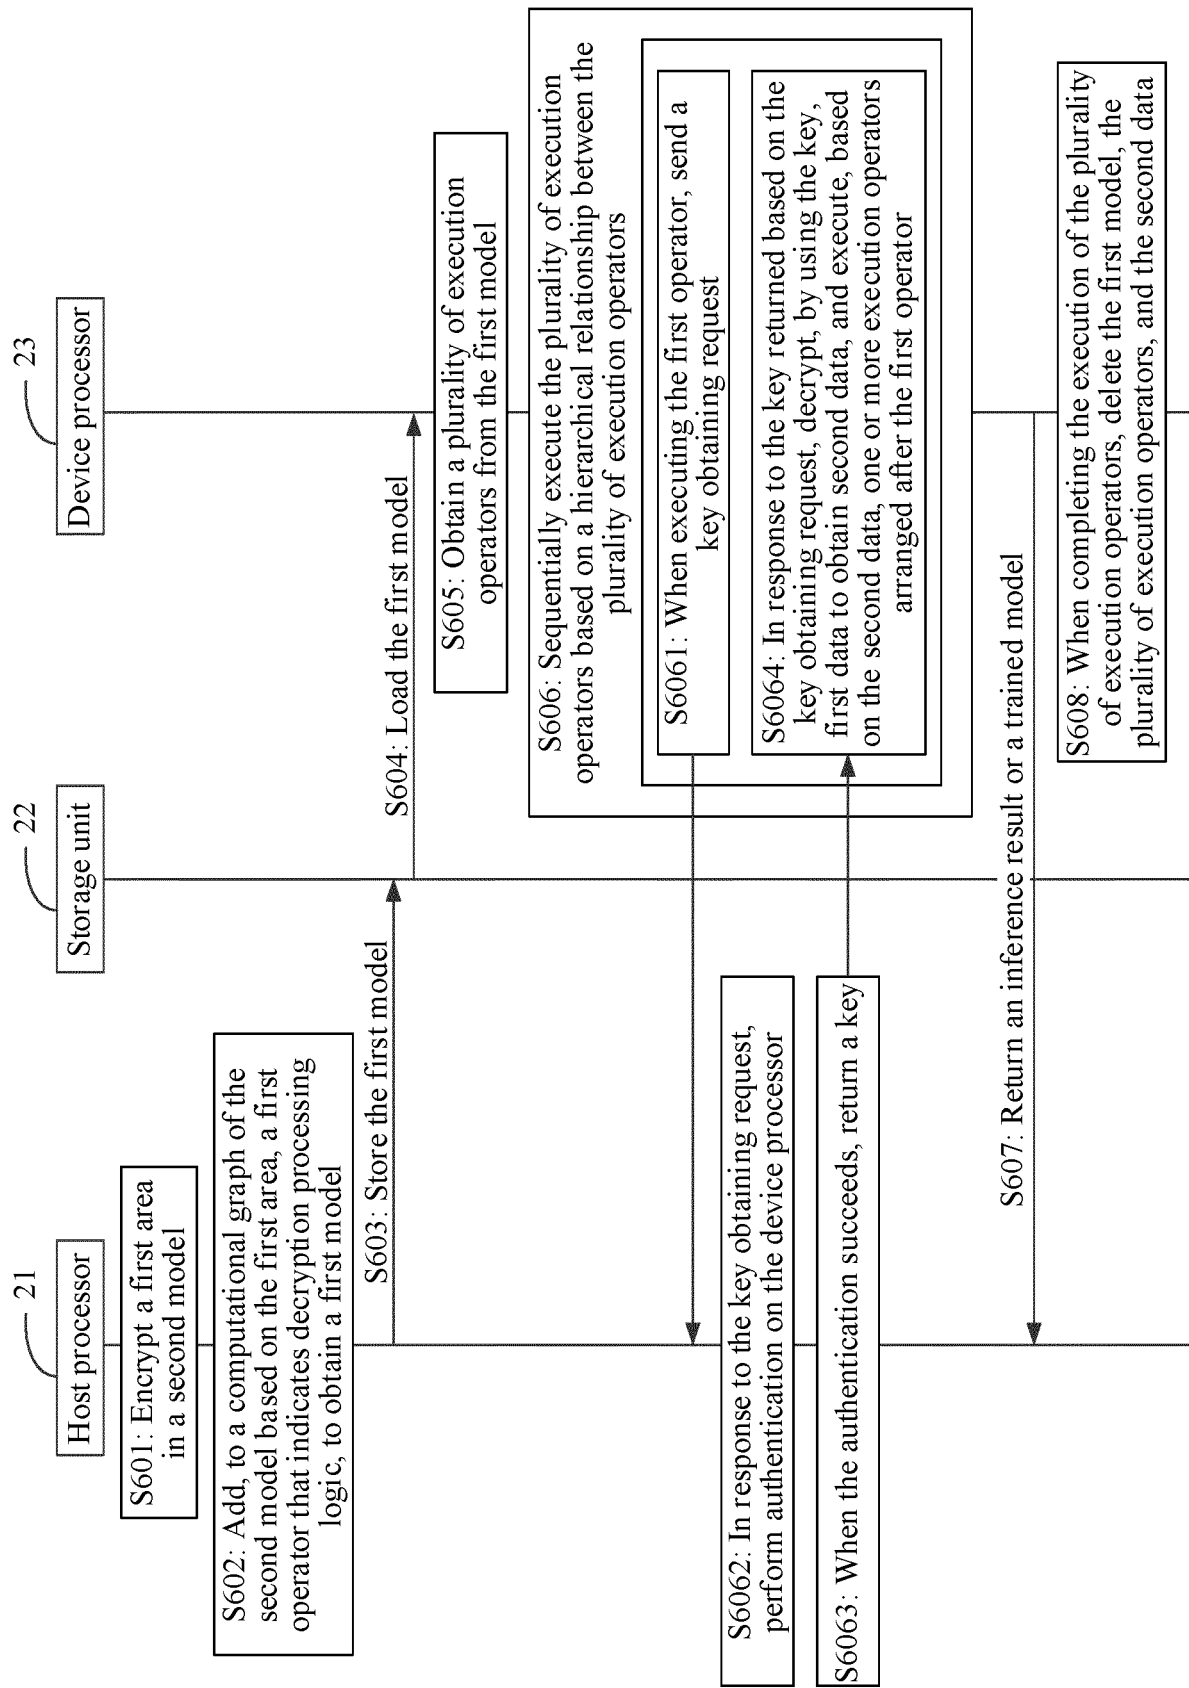 21
22
23
Host processor
Storage unit
Device processor
S601: Encrypt a first area
in a second model
S602: Add, to a computational graph of the
second model based on the first area, a first
operator that indicates decryption processing
logic, to obtain a first model
S603: Store the first model
S604: Load the first model
S605: Obtain a plurality of execution
operators from the first model
S606: Sequentially execute the plurality of execution
operators based on a hierarchical relationship between the
plurality of execution operators
S6061: When executing the first operator, send a
key obtaining request
S6062: In response to the key obtaining request,
perform authentication on the device processor
S6063: When the authentication succeeds, return a key
S6064: In response to the key returned based on the
key obtaining request, decrypt, by using the key,
first data to obtain second data, and execute, based
on the second data, one or more execution operators
arranged after the first operator
S607: Return an inference result or a trained model
S608: When completing the execution of the plurality
of execution operators, delete the first model, the
plurality of execution operators, and the second data